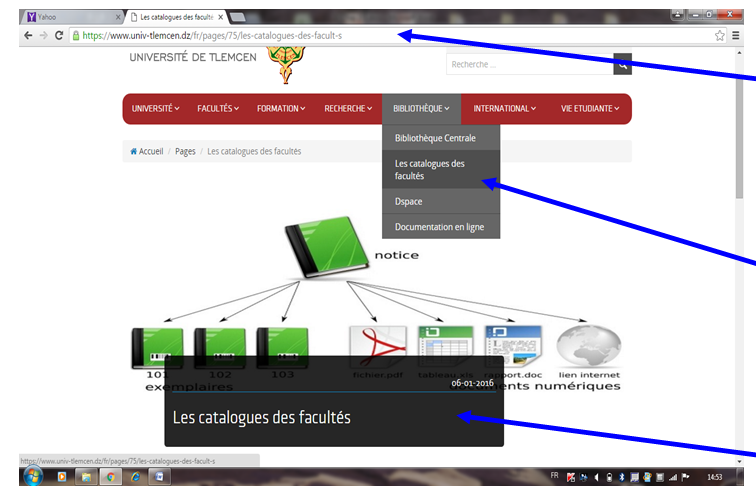 Yahoo
Les catalogues des faculté
https://www.univ-tlemcen.dz/fr/pages/75/les-catalogues-des-facult-s
UNIVERSITÉ DE TLEMCEN
Recherche ...
UNIVERSITÉ FACULTÉS FORMATION RECHERCHE BIBLIOTHÈQUE INTERNATIONAL VIE ETUDIANTE
Bibliothèque Centrale
Les catalogues des
facultés
Dspace
Documentation en ligne
Accueil / Pages / Les catalogues des facultés
notice
101 102 103 fichier.pdf tableau.xls rapport.doc lien internet
exemplaires documents numériques
06-01-2016
Les catalogues des facultés
https://www.univ-tlemcen.dz/fr/pages/75/les-catalogues-des-facult-s
FR 14:53